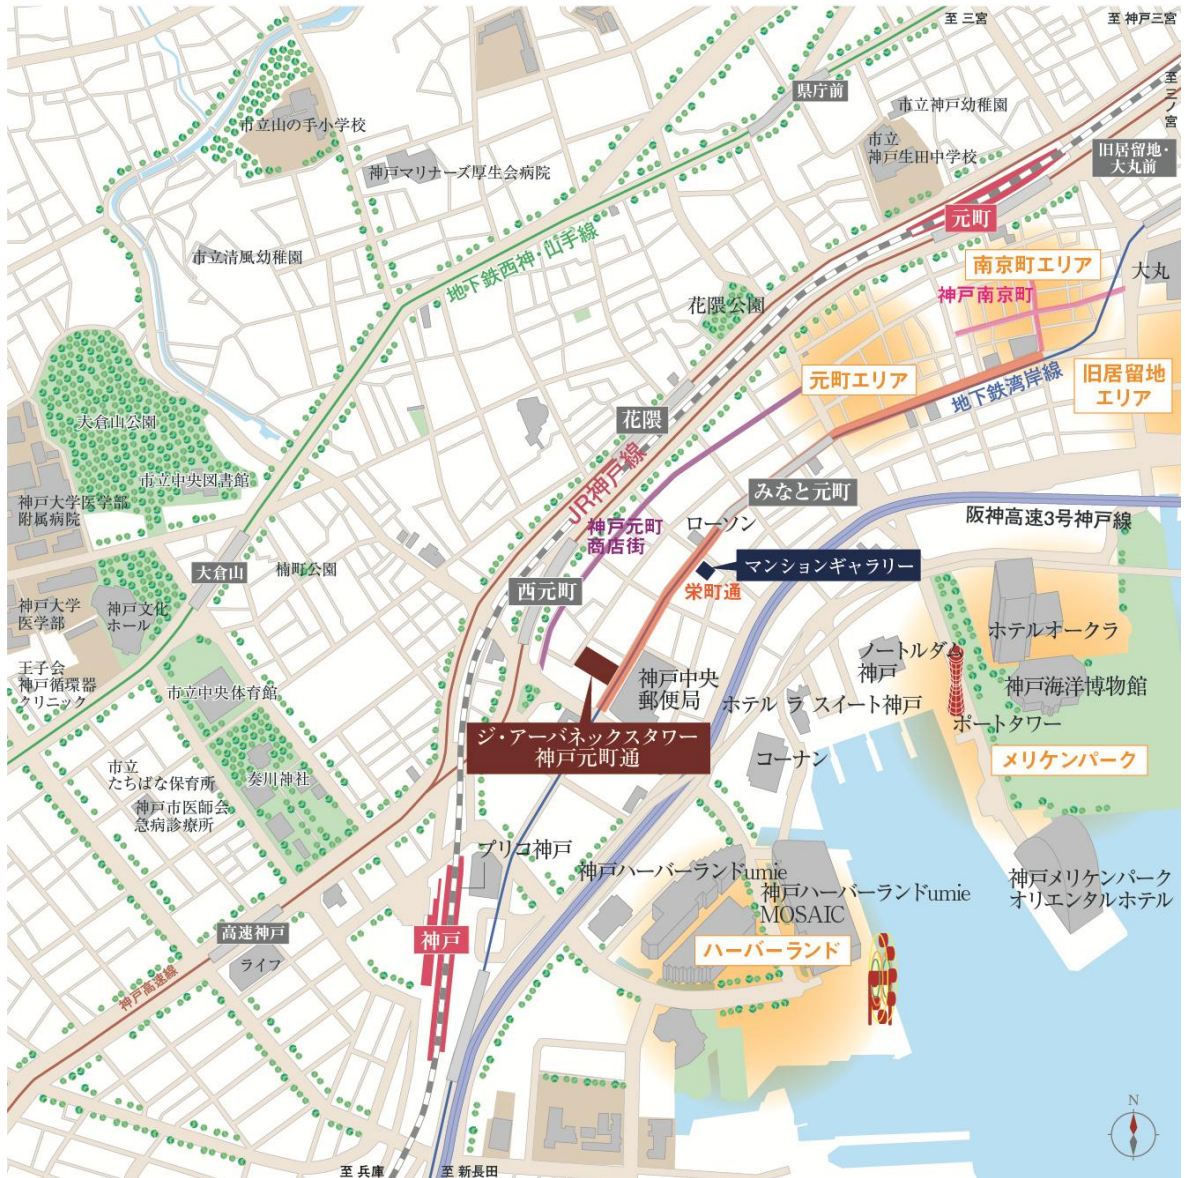 至 三宮
至 神戸三宮
至 三ノ宮
県庁前
市立神戸幼稚園
市立山の手小学校
市立
神戸生田中学校
旧居留地・
大丸前
神戸マリナーズ厚生会病院
元町
市立清風幼稚園
地下鉄西神・山手線
南京町エリア
大丸
神戸南京町
花隈公園
元町エリア
地下鉄湾岸線
旧居留地
エリア
大倉山公園
花隈
JR神戸線
市立中央図書館
みなと元町
神戸大学医学部
附属病院
神戸元町
商店街
ローソン
阪神高速3号神戸線
マンションギャラリー
大倉山
楠町公園
西元町
栄町通
神戸大学
医学部
神戸文化
ホール
ホテルオークラ
ノートルダム
神戸
王子会
神戸循環器
クリニック
市立中央体育館
神戸中央
郵便局
神戸海洋博物館
ホテル ラ スイート神戸
ポートタワー
ジ・アーバネックスタワー
神戸元町通
コーナン
メリケンパーク
市立
たちばな保育所
湊川神社
神戸市医師会
急病診療所
プリコ神戸
神戸ハーバーランドumie
神戸ハーバーランドumie
MOSAIC
神戸メリケンパーク
オリエンタルホテル
高速神戸
神戸
ハーバーランド
ライフ
神戸高速線
N
至 兵庫
至 新長田